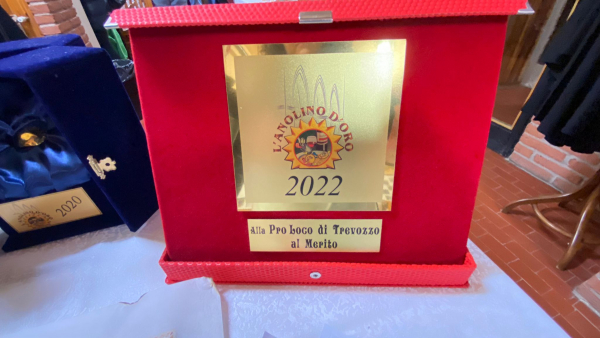 L'ANOLINO D'ORO
2022
Alla Pro Loco di Trevozzo
al Merito
2020